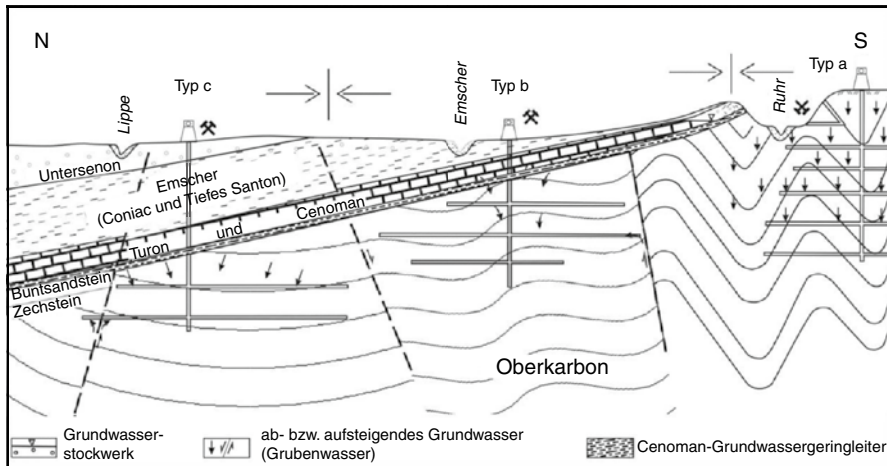 N
S
Typ c
Typ b
Typ a
Lippe
Emscher
Ruhr
Untersenon
Emscher
(Coniac und Tiefes Santon)
Turon und Cenoman
Buntsandstein
Zechstein
Oberkarbon
Grundwasser-
stockwerk
ab- bzw. aufsteigendes Grundwasser
(Grubenwasser)
Cenoman-Grundwassergeringleiter